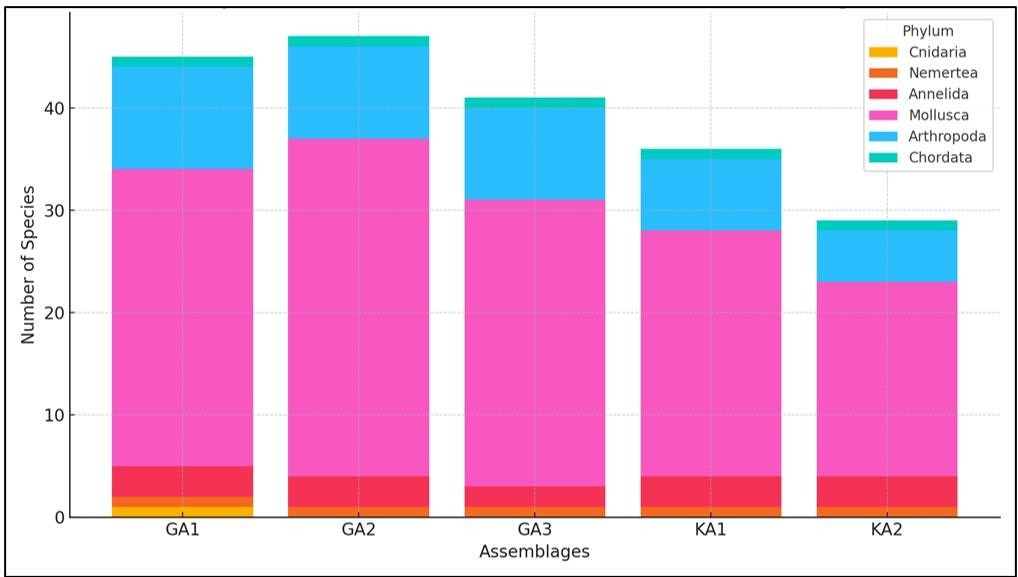 Phylum
Cnidaria
Nemertea
Annelida
Mollusca
Arthropoda
Chordata
Number of Species
40
30
20
10
0
GA1 GA2 GA3 KA1 KA2
Assemblages